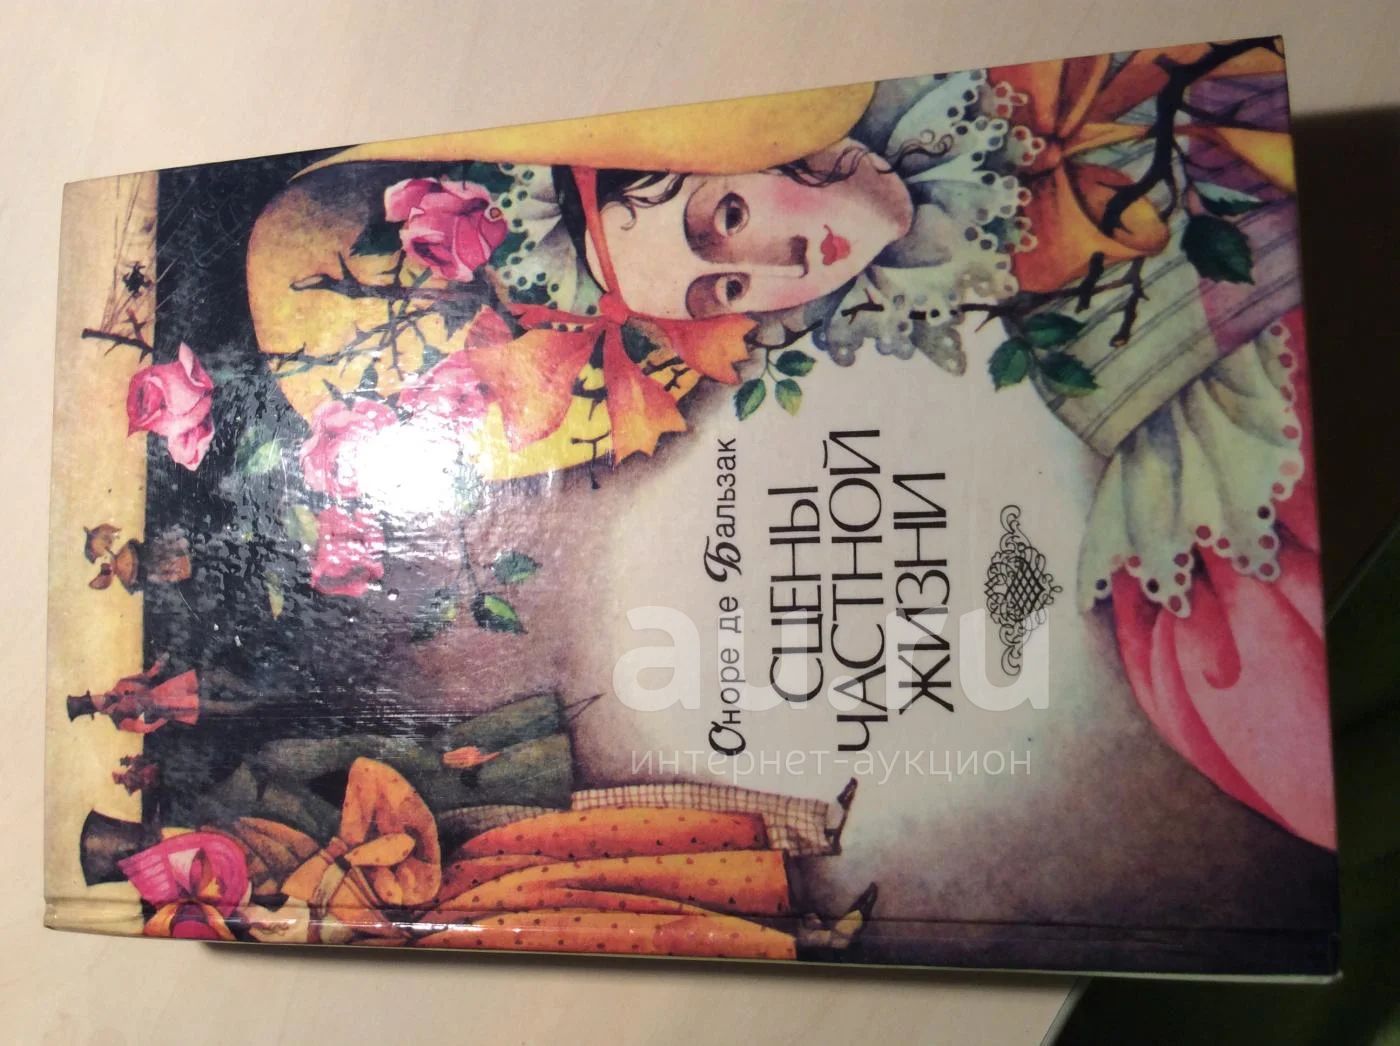 Оноре де Бальзак
СЦЕНЫ
ЧАСТНОЙ
ЖИЗНИ
au.ru
интернет-аукцион